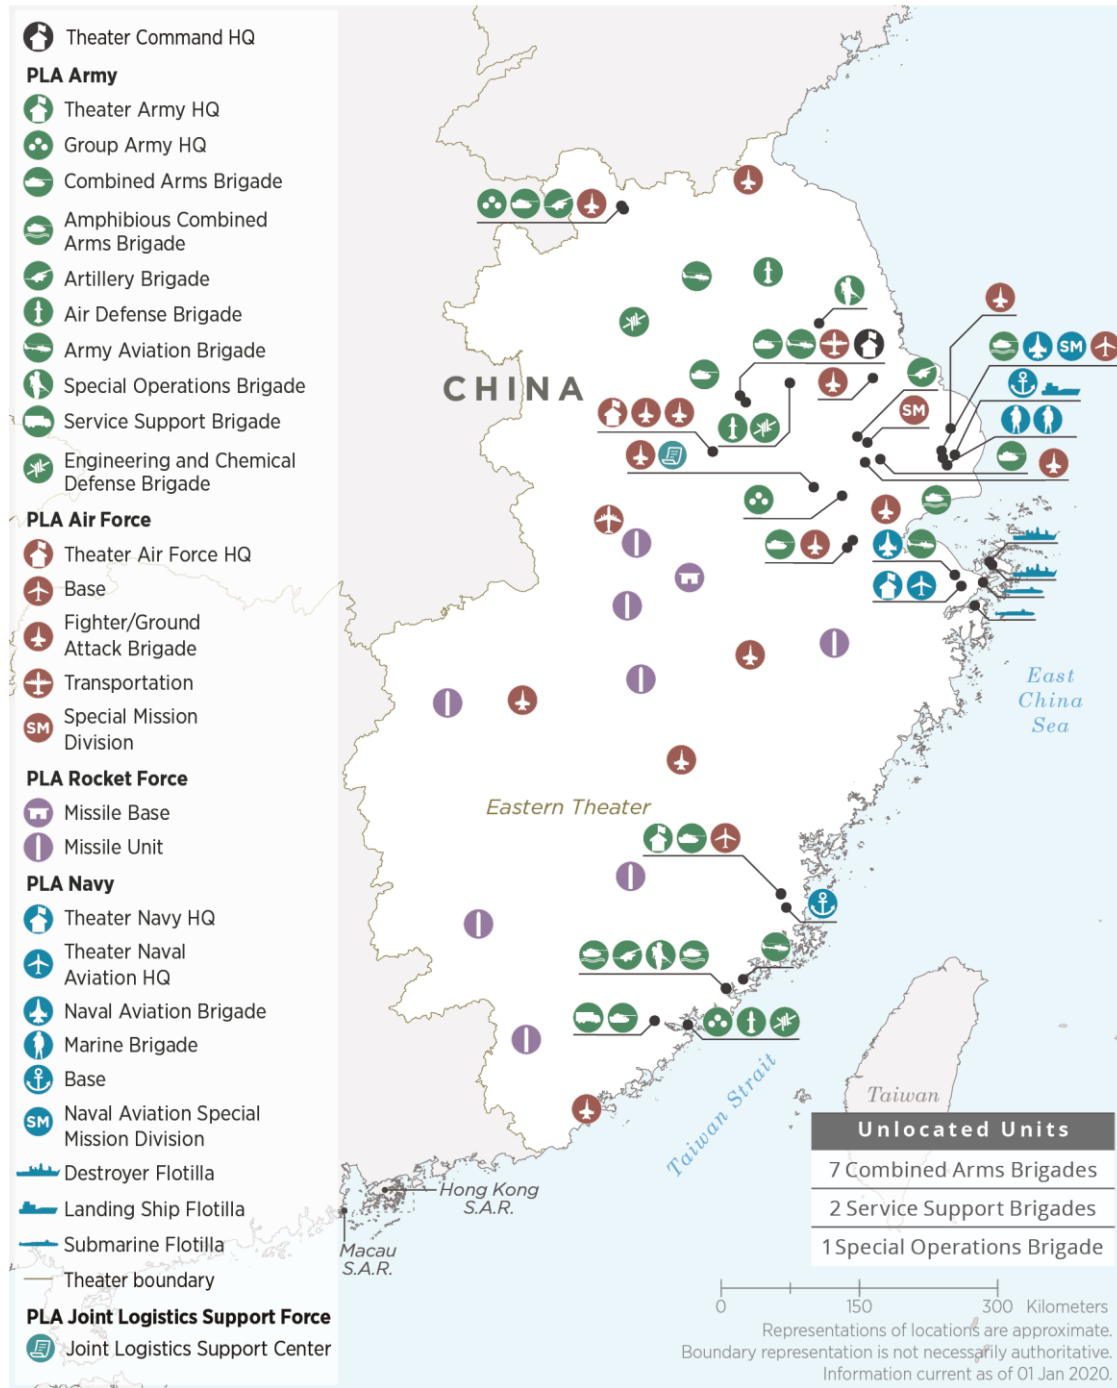 Theater Command HQ
PLA Army
Theater Army HQ
Group Army HQ
Combined Arms Brigade
Amphibious Combined
Arms Brigade
Artillery Brigade
Air Defense Brigade
Army Aviation Brigade
Special Operations Brigade
Service Support Brigade
Engineering and Chemical
Defense Brigade
PLA Air Force
Theater Air Force HQ
Base
Fighter/Ground
Attack Brigade
Transportation
SM
Special Mission
Division
PLA Rocket Force
Missile Base
Missile Unit
PLA Navy
Theater Navy HQ
Theater Naval
Aviation HQ
Naval Aviation Brigade
Marine Brigade
Base
SM
Naval Aviation Special
Mission Division
Destroyer Flotilla
Landing Ship Flotilla
Submarine Flotilla
Theater boundary
PLA Joint Logistics Support Force
Joint Logistics Support Center
SM
CHINA
SM
East
China
Sea
Eastern Theater
Taiwan Strait
Taiwan
Hong Kong
S.A.R.
Macau
S.A.R.
Unlocated Units
7 Combined Arms Brigades
2 Service Support Brigades
1 Special Operations Brigade
0 150 300 Kilometers
Representations of locations are approximate.
Boundary representation is not necessarily authoritative.
Information current as of 01 Jan 2020.